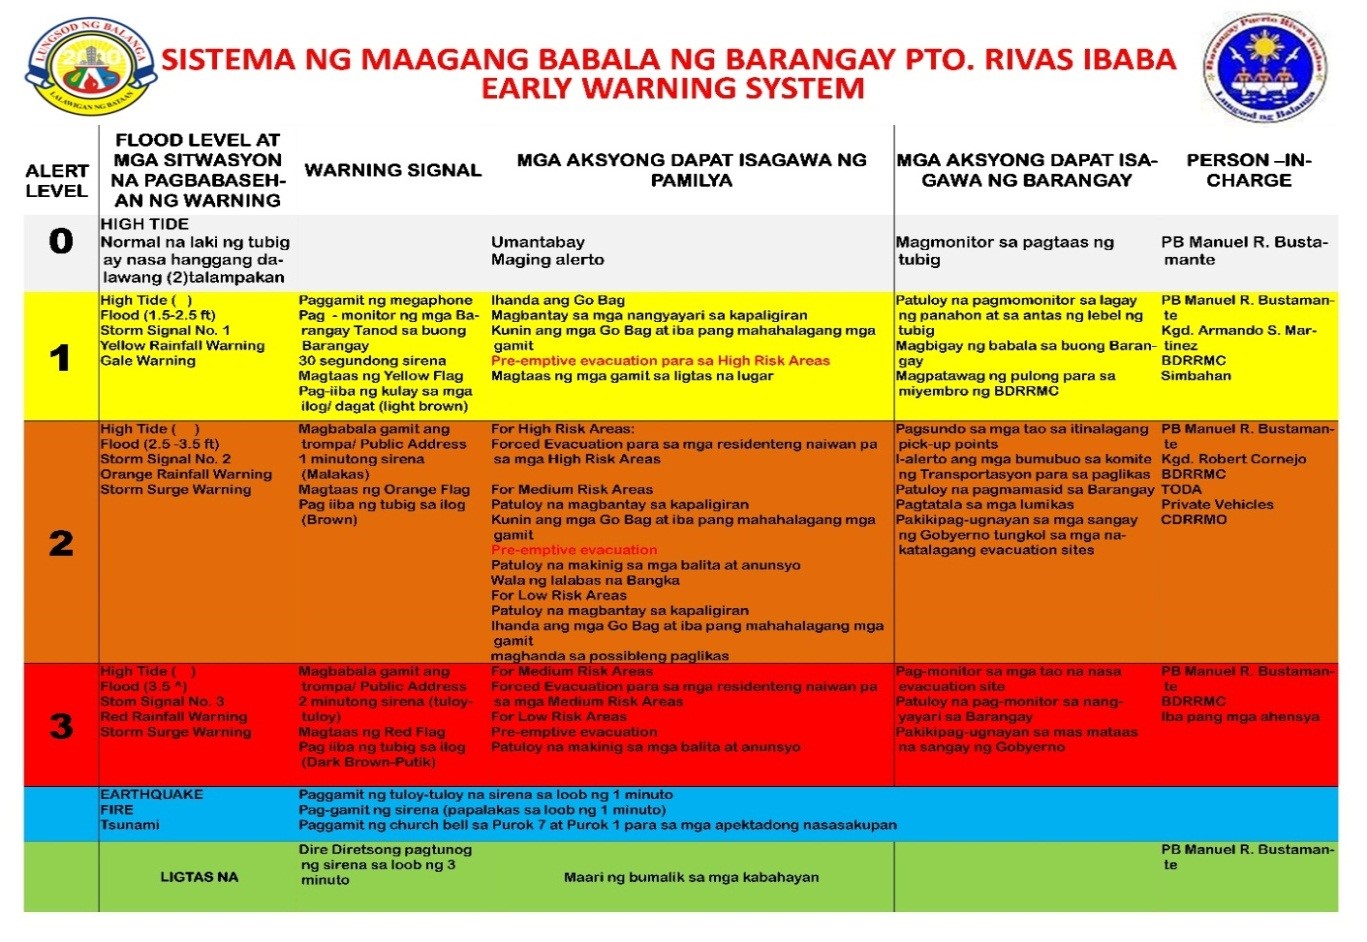 LUNGSOD NG BALANGA
LALAWIGAN NG BATAAN
SISTEMA NG MAAGANG BABALA NG BARANGAY PTO. RIVAS IBABA
EARLY WARNING SYSTEM
Barangay Puerto Rivas Ibaba
Lungsod ng Balanga
ALERT
LEVEL
FLOOD LEVEL AT
MGA SITWASYON
NA PAGBABASEH-
AN NG WARNING
WARNING SIGNAL
MGA AKSYONG DAPAT ISAGAWA NG
PAMILYA
MGA AKSYONG DAPAT ISA-
GAWA NG BARANGAY
PERSON –IN-
CHARGE
0
HIGH TIDE
Normal na laki ng tubig
ay nasa hanggang da-
lawang (2)talampakan
Umantabay
Maging alerto
Magmonitor sa pagtaas ng
tubig
PB Manuel R. Busta-
mante
1
High Tide (   )
Flood (1.5-2.5 ft)
Storm Signal No. 1
Yellow Rainfall Warning
Gale Warning
Paggamit ng megaphone
Pag  - monitor ng mga Ba-
rangay Tanod sa buong
Barangay
30 segundong sirena
Magtaas ng Yellow Flag
Pag-iiba ng kulay sa mga
ilog/ dagat (light brown)
Ihanda ang Go Bag
Magbantay sa mga nangyayari sa kapaligiran
Kunin ang mga Go Bag at iba pang mahahalagang mga
gamit
Pre-emptive evacuation para sa High Risk Areas
Magtaas ng mga gamit sa ligtas na lugar
Patuloy na pagmomonitor sa lagay
ng panahon at sa antas ng lebel ng
tubig
Magbigay ng babala sa buong Baran-
gay
Magpatawag ng pulong para sa
miyembro ng BDRRMC
PB Manuel R. Bustaman-
te
Kgd. Armando S. Mar-
tinez
BDRRMC
Simbahan
2
High Tide (    )
Flood (2.5 -3.5 ft)
Storm Signal No. 2
Orange Rainfall Warning
Storm Surge Warning
Magbabala gamit ang
trompa/ Public Address
1 minutong sirena
(Malakas)
Magtaas ng Orange Flag
Pag iiba ng tubig sa ilog
(Brown)
For High Risk Areas:
Forced Evacuation para sa mga residenteng naiwan pa
sa mga High Risk Areas
For Medium Risk Areas
Patuloy na magbantay sa kapaligiran
Kunin ang mga Go Bag at iba pang mahahalagang mga
gamit
Pre-emptive evacuation
Patuloy na makinig sa mga balita at anunsyo
Wala ng lalabas na Bangka
For Low Risk Areas
Patuloy na magbantay sa kapaligiran
Ihanda ang mga Go Bag at iba pang mahahalagang mga
gamit
maghanda sa possibleng paglikas
Pagsundo sa mga tao sa itinalagang
pick-up points
I-alerto ang mga bumubuo sa komite
ng Transportasyon para sa paglikas
Patuloy na pagmamasid sa Barangay
Pagtatala sa mga lumikas
Pakikipag-ugnayan sa mga sangay
ng Gobyerno tungkol sa mga na-
katalagang evacuation sites
PB Manuel R. Bustaman-
te
Kgd. Robert Cornejo
BDRRMC
TODA
Private Vehicles
CDRRMO
3
High Tide (    )
Flood (3.5 ^)
Stom Signal No. 3
Red Rainfall Warning
Storm Surge Warning
Magbabala gamit ang
trompa/ Public Address
2 minutong sirena (tuloy-
tuloy)
Magtaas ng Red Flag
Pag iiba ng tubig sa ilog
(Dark Brown-Putik)
For Medium Risk Areas
Forced Evacuation para sa mga residenteng naiwan pa
sa mga Medium Risk Areas
For Low Risk Areas
Pre-emptive evacuation
Patuloy na makinig sa mga balita at anunsyo
Pag-monitor sa mga tao na nasa
evacuation site
Patuloy na pag-monitor sa nang-
yayari sa Barangay
Pakikipag-ugnayan sa mas mataas
na sangay ng Gobyerno
PB Manuel R. Bustaman-
te
BDRRMC
Iba pang mga ahensya
EARTHQUAKE
FIRE
Tsunami
Paggamit ng tuloy-tuloy na sirena sa loob ng 1 minuto
Pag-gamit ng sirena (papalakas sa loob ng 1 minuto)
Paggamit ng church bell sa Purok 7 at Purok 1 para sa mga apektadong nasasakupan
LIGTAS NA
Dire Diretsong pagtunog
ng sirena sa loob ng 3
minuto
Maari ng bumalik sa mga kabahayan
PB Manuel R. Bustaman-
te